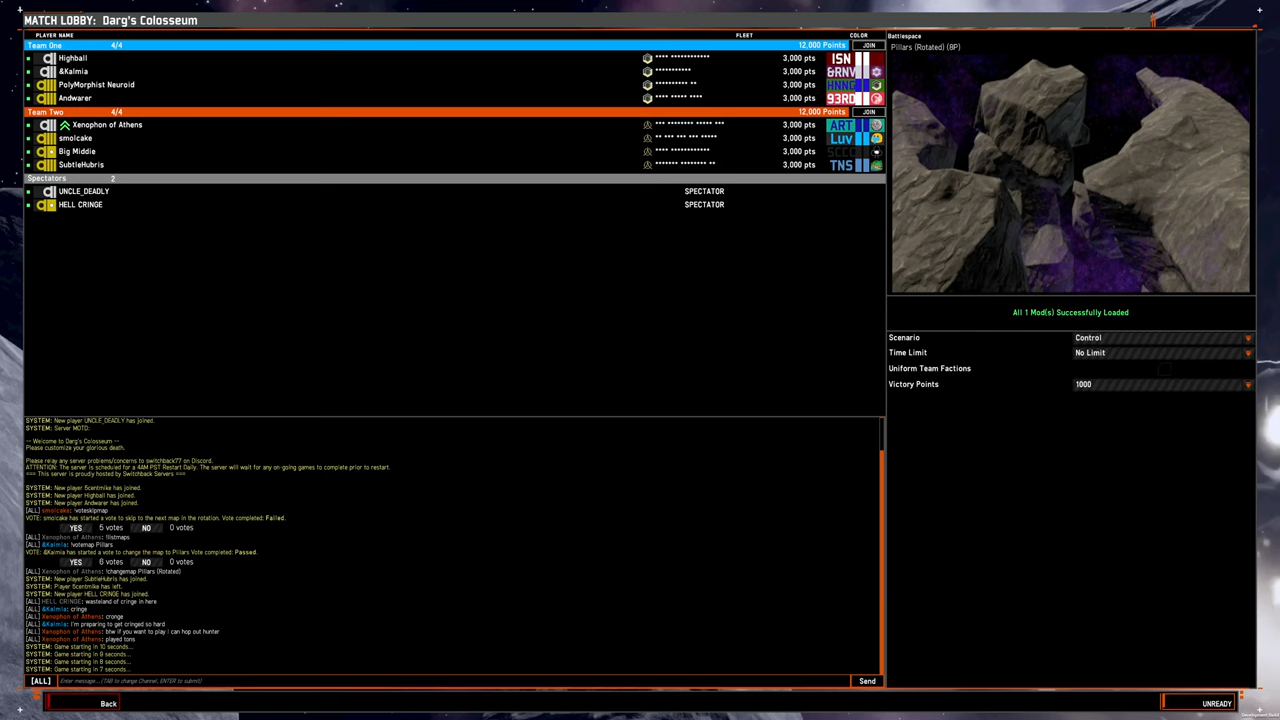 MATCH LOBBY: Darg's Colosseum
PLAYER NAME FLEET COLOR
Team One 4/4 12,000 Points JOIN
Highball **** ************ 3,000 pts ISN
&Kalmia *********** 3,000 pts &RNV
PolyMorphist Neuroid ********** ** 3,000 pts HNNG
Andwarer **** ***** **** 3,000 pts 93RD
Team Two 4/4 12,000 Points JOIN
Xenophon of Athens *** ******** ***** *** 3,000 pts ART
smolcake ** *** *** *** ***** 3,000 pts Luv
Big Middie **** ************ 3,000 pts SCCC
SubtleHubris ******* ******** ** 3,000 pts TNS
Spectators 2
UNCLE_DEADLY SPECTATOR
HELL CRINGE SPECTATOR
SYSTEM: New player UNCLE_DEADLY has joined.
SYSTEM: Server MOTD:
-- Welcome to Darg's Colosseum --
Please customize your glorious death.
Please relay any server problems/concerns to switchback77 on Discord.
ATTENTION: The server is scheduled for a 4AM PST Restart Daily. The server will wait for any on-going games to complete prior to restart.
=== This server is proudly hosted by Switchback Servers ===
SYSTEM: New player 5centmike has joined.
SYSTEM: New player Highball has joined.
SYSTEM: New player Andwarer has joined.
[ALL] smolcake: !voteskipmap
VOTE: smolcake has started a vote to skip to the next map in the rotation. Vote completed: Failed.
YES 5 votes NO 0 votes
[ALL] Xenophon of Athens: !listmaps
[ALL] &Kalmia: !votemap Pillars
VOTE: &Kalmia has started a vote to change the map to Pillars Vote completed: Passed.
YES 6 votes NO 0 votes
[ALL] Xenophon of Athens: !changemap Pillars (Rotated)
SYSTEM: New player SubtleHubris has joined.
SYSTEM: Player 5centmike has left.
SYSTEM: New player HELL CRINGE has joined.
[ALL] HELL CRINGE: wasteland of cringe in here
[ALL] &Kalmia: cringe
[ALL] Xenophon of Athens: cronge
[ALL] &Kalmia: I'm preparing to get cringed so hard
[ALL] Xenophon of Athens: btw if you want to play I can hop out hunter
[ALL] Xenophon of Athens: played tons
SYSTEM: Game starting in 10 seconds...
SYSTEM: Game starting in 9 seconds...
SYSTEM: Game starting in 8 seconds...
SYSTEM: Game starting in 7 seconds...
[ALL] Enter message... (TAB to change Channel, ENTER to submit) Send
Back
Battlespace
Pillars (Rotated) (8P)
All 1 Mod(s) Successfully Loaded
Scenario Control
Time Limit No Limit
Uniform Team Factions
Victory Points 1000
UNREADY
Development Build